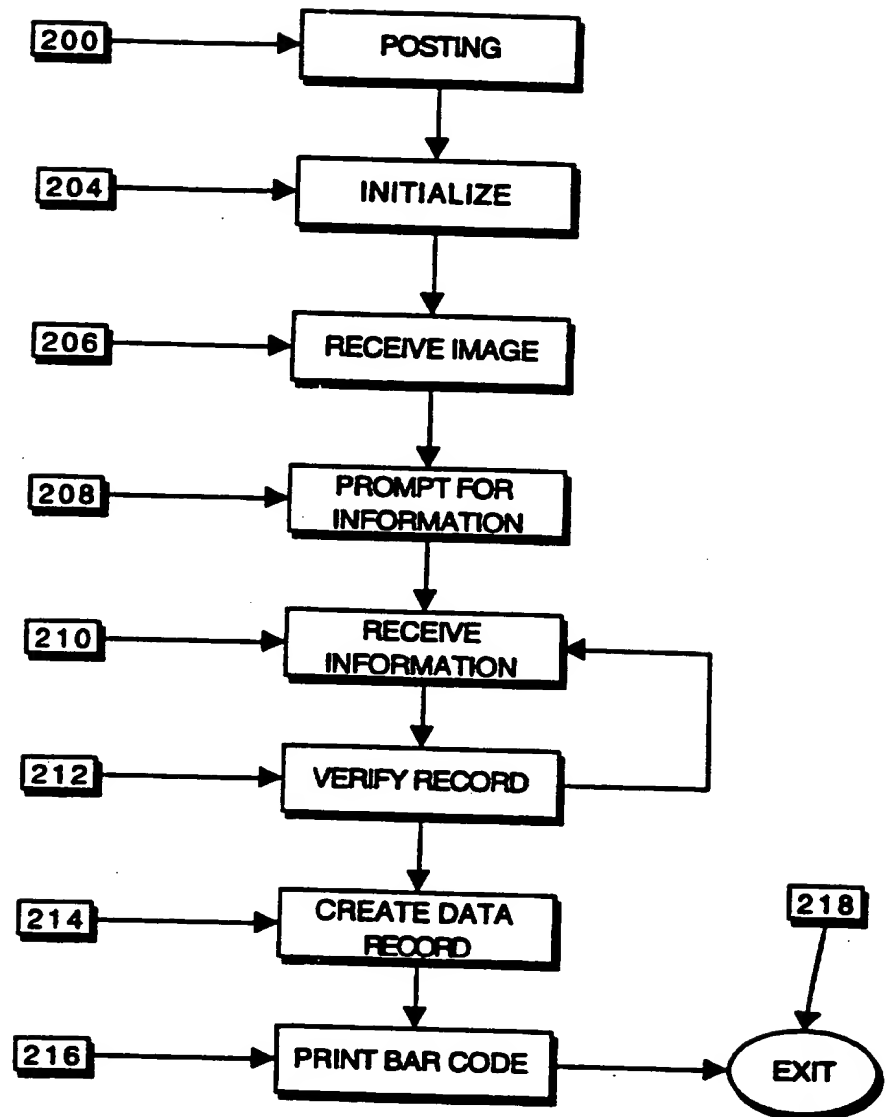 200
POSTING
204
INITIALIZE
206
RECEIVE IMAGE
208
PROMPT FOR
INFORMATION
210
RECEIVE
INFORMATION
212
VERIFY RECORD
214
CREATE DATA
RECORD
218
216
PRINT BAR CODE
EXIT